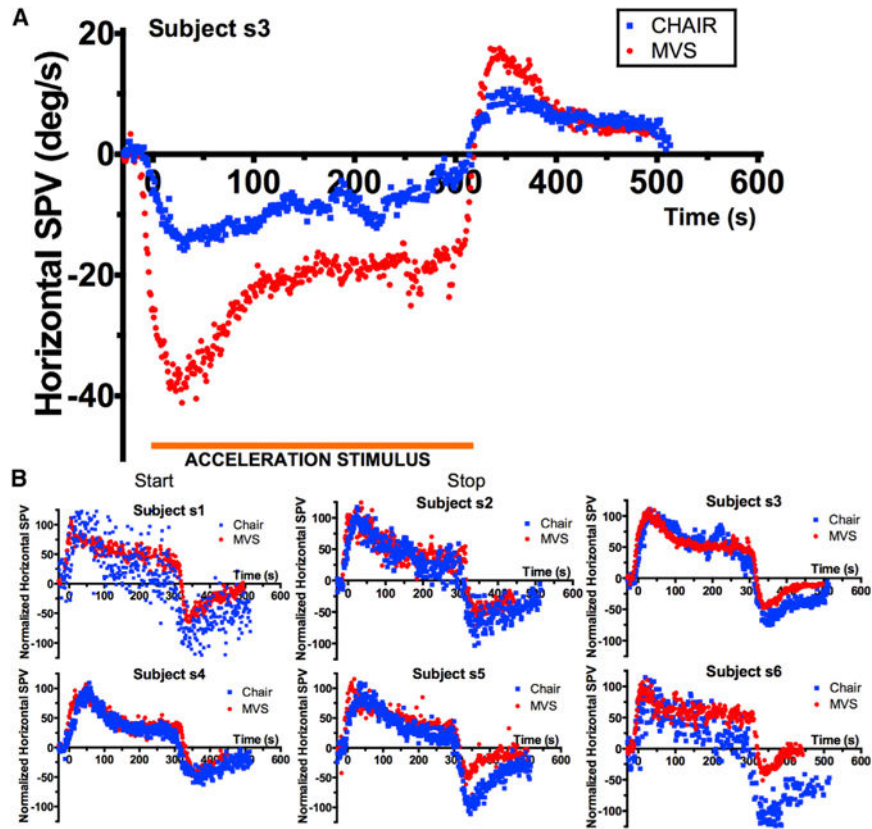 A
Subject s3
CHAIR
MVS
Horizontal SPV (deg/s)
20
0
-20
-40
0 100 200 300 400 500 600
Time (s)
ACCELERATION STIMULUS
Start Stop
B
Subject s1
Chair
MVS
Normalized Horizontal SPV
100
50
0
-50
-100
0 100 200 300 400 500 600
Time (s)
Subject s2
Chair
MVS
Normalized Horizontal SPV
100
50
0
-50
-100
0 100 200 300 400 500 600
Time (s)
Subject s3
Chair
MVS
Normalized Horizontal SPV
100
50
0
-50
-100
0 100 200 300 400 500 600
Time (s)
Subject s4
Chair
MVS
Normalized Horizontal SPV
100
50
0
-50
-100
0 100 200 300 400 500 600
Time (s)
Subject s5
Chair
MVS
Normalized Horizontal SPV
100
50
0
-50
-100
0 100 200 300 400 500 600
Time (s)
Subject s6
Chair
MVS
Normalized Horizontal SPV
100
50
0
-50
-100
0 100 200 300 400 500 600
Time (s)